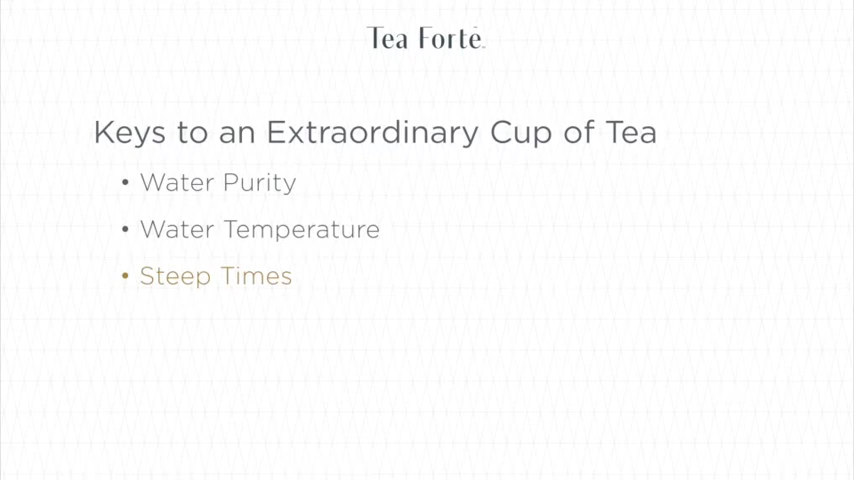 Tea Forté
Keys to an Extraordinary Cup of Tea
• Water Purity
• Water Temperature
• Steep Times